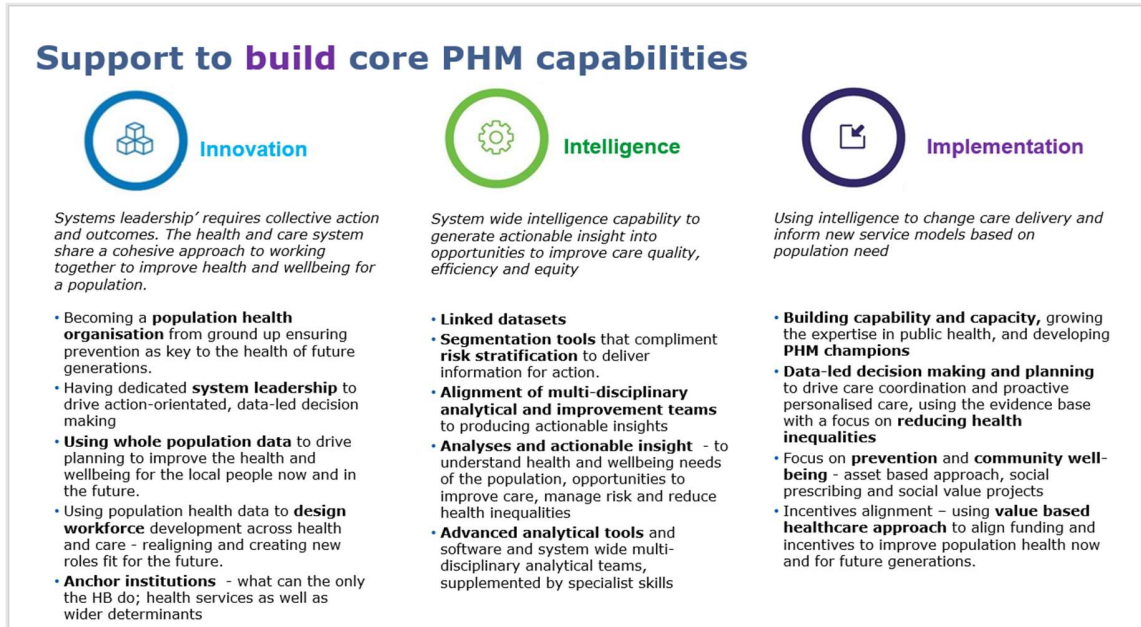 Support to build core PHM capabilities
Innovation
Systems leadership’ requires collective action
and outcomes. The health and care system
share a cohesive approach to working
together to improve health and wellbeing for
a population.
• Becoming a population health
organisation from ground up ensuring
prevention as key to the health of future
generations.
• Having dedicated system leadership to
drive action-orientated, data-led decision
making
• Using whole population data to drive
planning to improve the health and
wellbeing for the local people now and in
the future.
• Using population health data to design
workforce development across health
and care - realigning and creating new
roles fit for the future.
• Anchor institutions - what can the only
the HB do; health services as well as
wider determinants
Intelligence
System wide intelligence capability to
generate actionable insight into
opportunities to improve care quality,
efficiency and equity
• Linked datasets
• Segmentation tools that compliment
risk stratification to deliver
information for action.
• Alignment of multi-disciplinary
analytical and improvement teams
to producing actionable insights
• Analyses and actionable insight - to
understand health and wellbeing needs
of the population, opportunities to
improve care, manage risk and reduce
health inequalities
• Advanced analytical tools and
software and system wide multi-
disciplinary analytical teams,
supplemented by specialist skills
Implementation
Using intelligence to change care delivery and
inform new service models based on
population need
• Building capability and capacity, growing
the expertise in public health, and developing
PHM champions
• Data-led decision making and planning
to drive care coordination and proactive
personalised care, using the evidence base
with a focus on reducing health
inequalities
• Focus on prevention and community well-
being - asset based approach, social
prescribing and social value projects
• Incentives alignment – using value based
healthcare approach to align funding and
incentives to improve population health now
and for future generations.